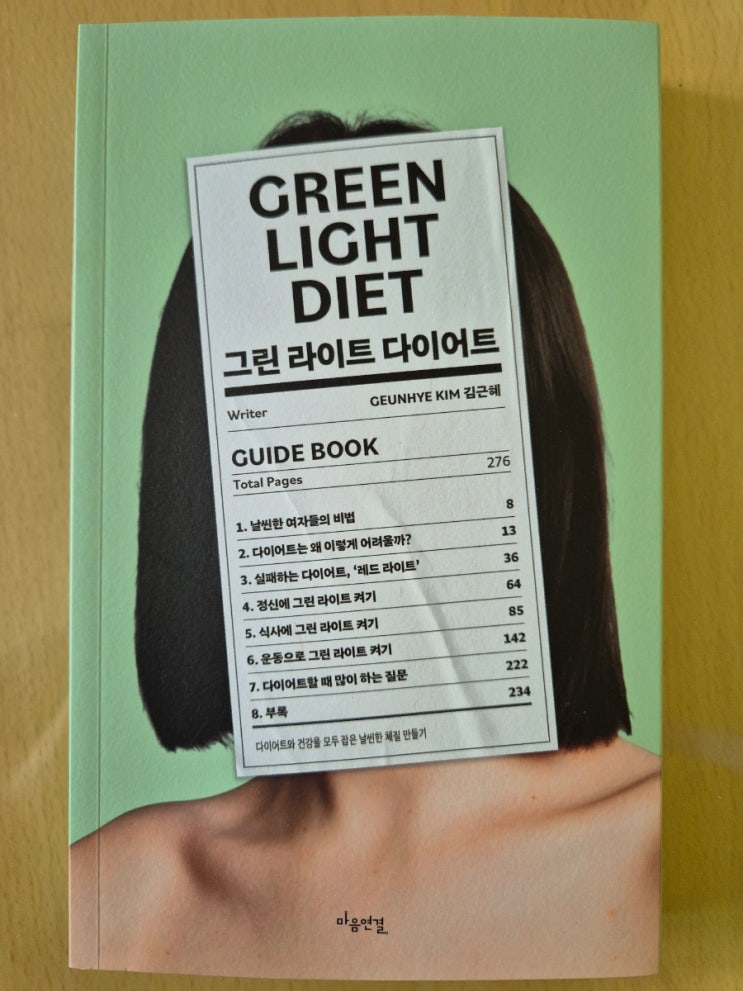 GREEN
LIGHT
DIET
그린 라이트 다이어트
Writer GEUNHYE KIM 김근혜
GUIDE BOOK
Total Pages 276
1. 날씬한 여자들의 비법 8
2. 다이어트는 왜 이렇게 어려울까? 13
3. 실패하는 다이어트, ‘레드 라이트’ 36
4. 정신에 그린 라이트 켜기 64
5. 식사에 그린 라이트 켜기 85
6. 운동으로 그린 라이트 켜기 142
7. 다이어트할 때 많이 하는 질문 222
8. 부록 234
다이어트와 건강을 모두 잡은 날씬한 체질 만들기
마음연결